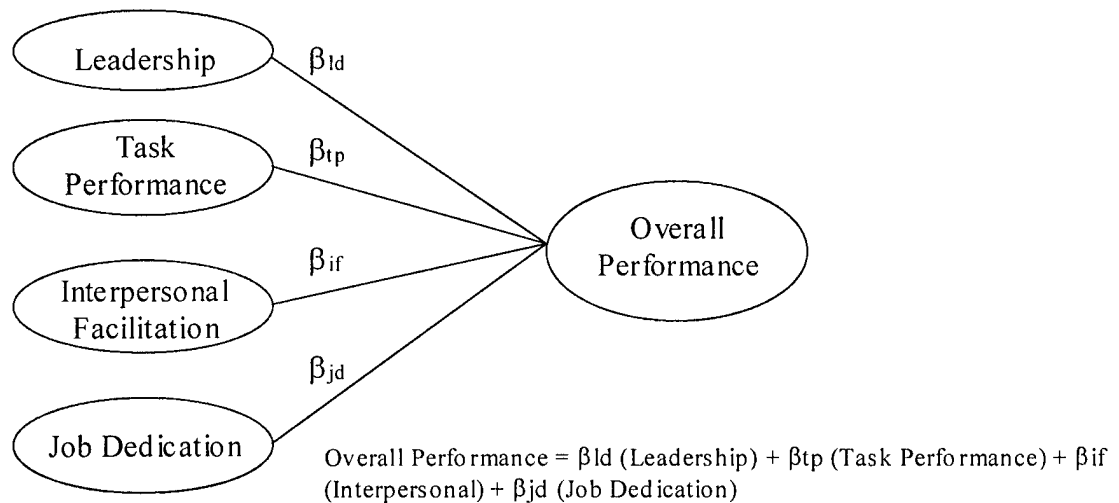 Leadership
βld
Task
Performance
βtp
Overall
Performance
βif
Interpersonal
Facilitation
βjd
Job Dedication
Overall Performance = βld (Leadership) + βtp (Task Performance) + βif
(Interpersonal) + βjd (Job Dedication)